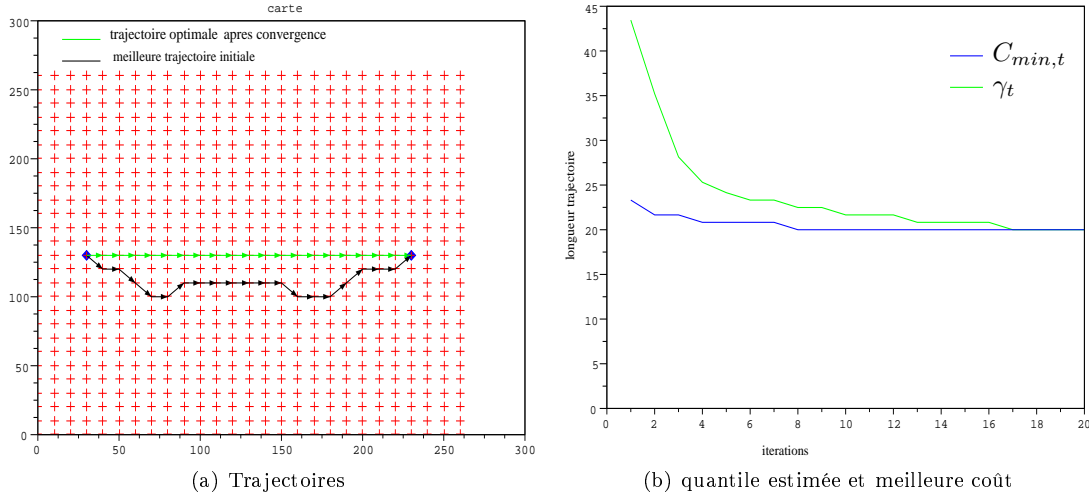 carte
300
250
200
150
100
50
0
0 50 100 150 200 250 300
trajectoire optimale apres convergence
meilleure trajectoire initiale
(a) Trajectoires
45
40
35
30
25
20
15
10
5
0
0 2 4 6 8 10 12 14 16 18 20
longueur trajectoire
iterations
C_{min,t}
γ_t
(b) quantile estimée et meilleure coût